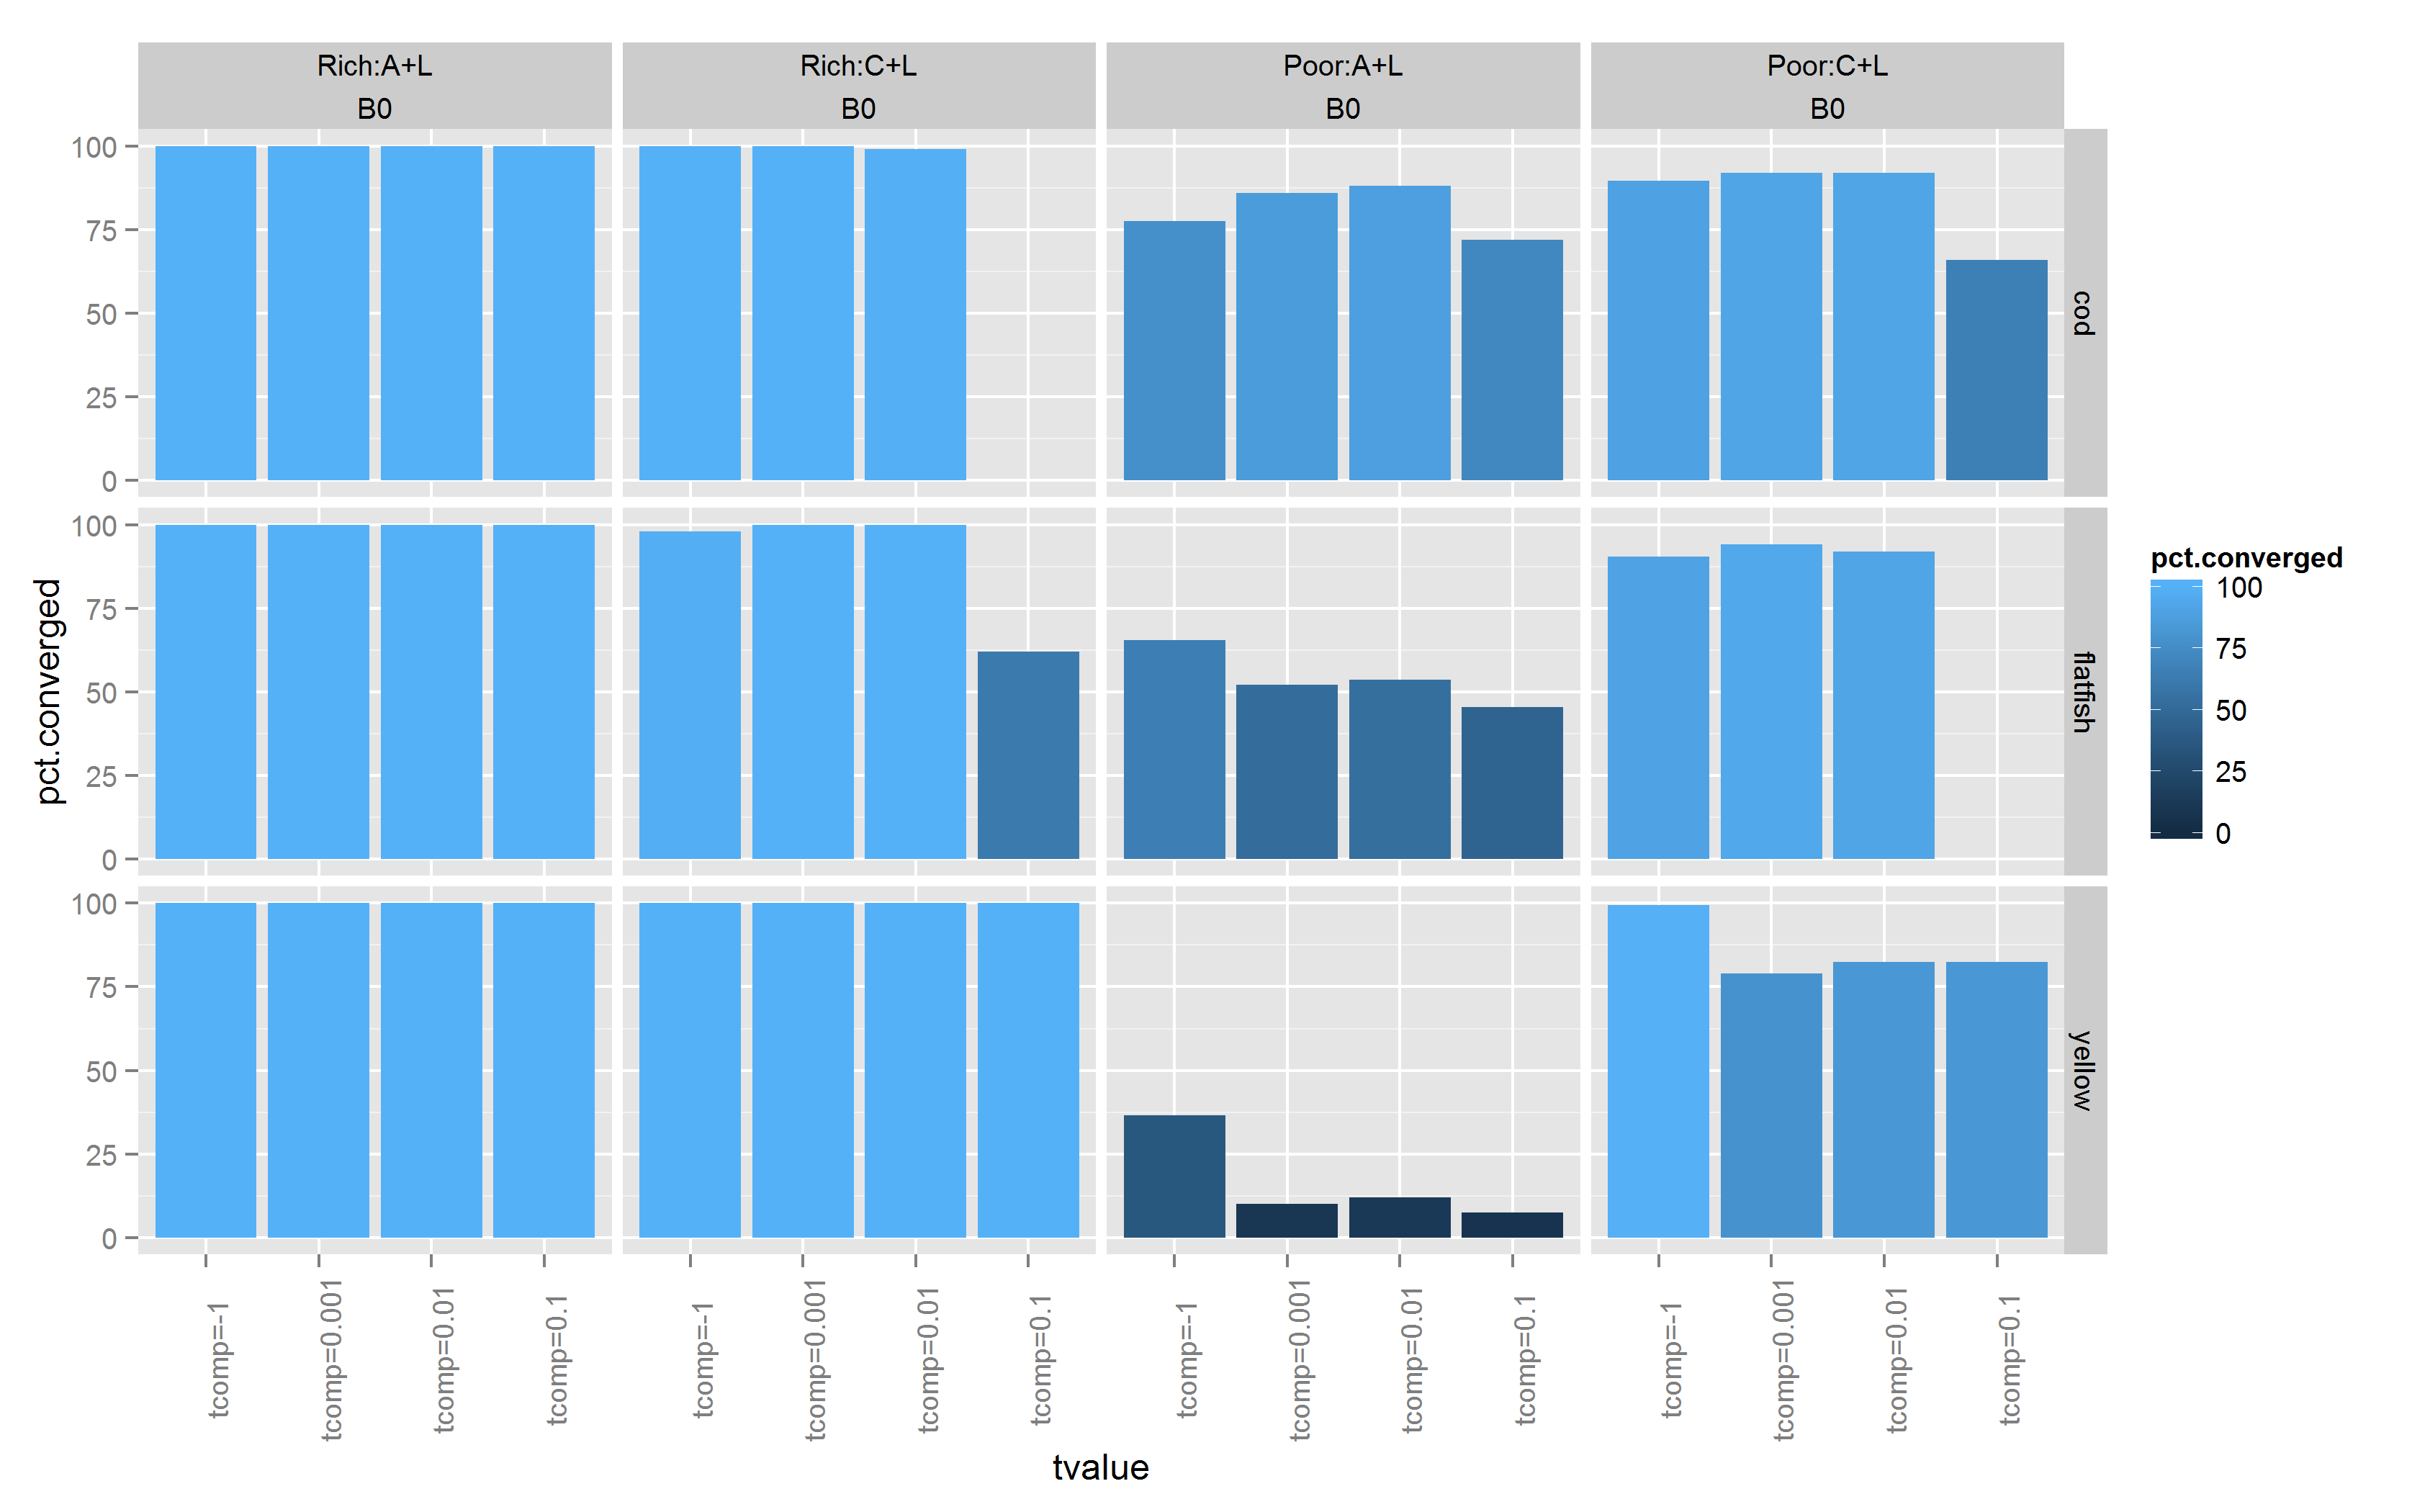 Rich:A+L
B0
Rich:C+L
B0
Poor:A+L
B0
Poor:C+L
B0
100
75
50
25
0
cod
100
75
50
25
0
flatfish
100
75
50
25
0
yellow
pct.converged
tcomp=-1
tcomp=0.001
tcomp=0.01
tcomp=0.1
tcomp=-1
tcomp=0.001
tcomp=0.01
tcomp=0.1
tcomp=-1
tcomp=0.001
tcomp=0.01
tcomp=0.1
tcomp=-1
tcomp=0.001
tcomp=0.01
tcomp=0.1
tvalue
pct.converged
100
75
50
25
0